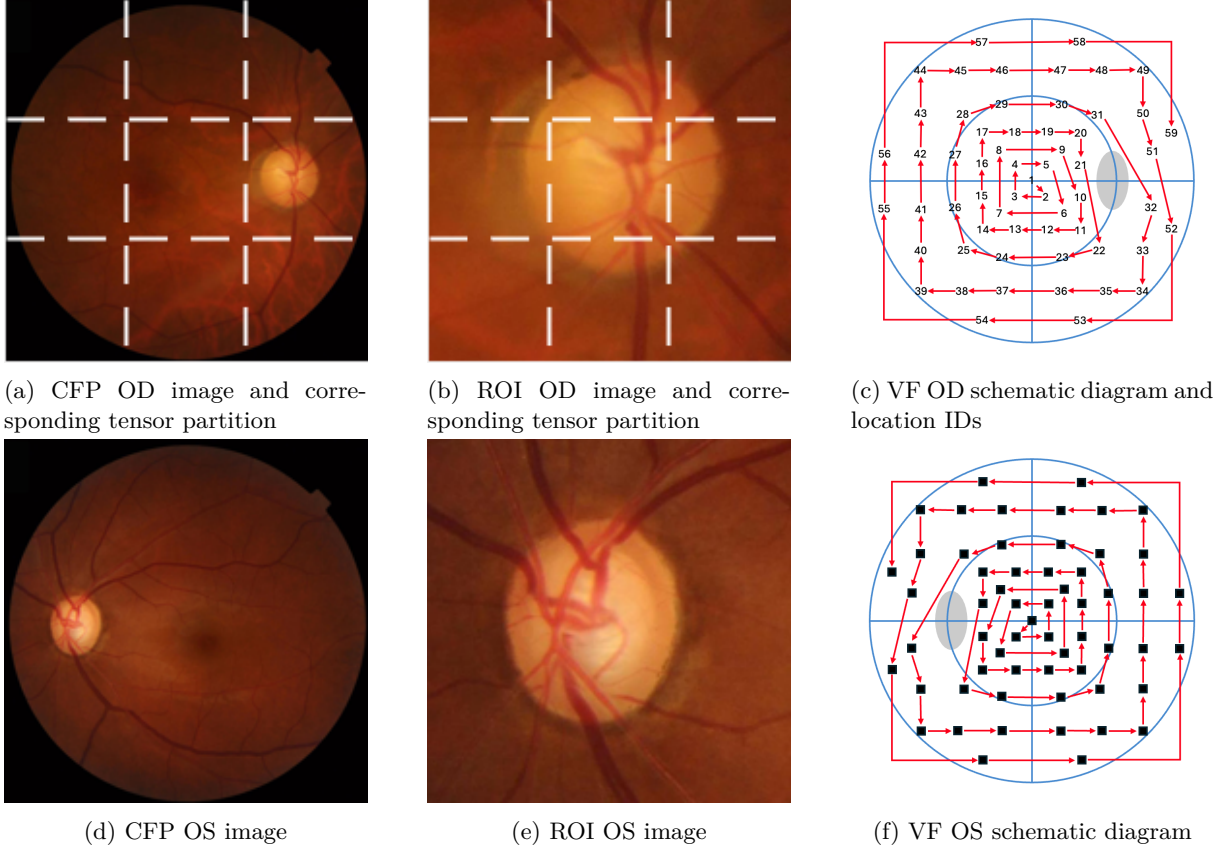 57 58
44 45 46 47 48 49
43 28 29 30 31 50 59
17 18 19 20
56 42 27 16 8 9 21 51
4 5
1
55 41 26 15 3 2 10 32 52
7 6
14 13 12 11
40 25 24 23 22 33
39 38 37 36 35 34
54 53
(a) CFP OD image and corre-
sponding tensor partition
(b) ROI OD image and corre-
sponding tensor partition
(c) VF OD schematic diagram and
location IDs
(d) CFP OS image
(e) ROI OS image
(f) VF OS schematic diagram